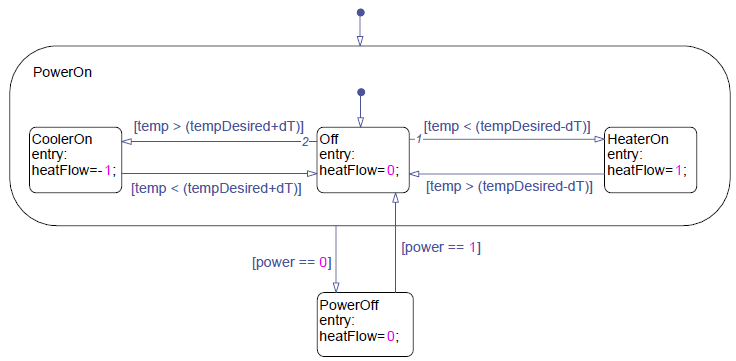 PowerOn
[temp > (tempDesired+dT)]
2
CoolerOn
entry:
heatFlow=-1;
[temp < (tempDesired+dT)]
Off
entry:
heatFlow=0;
1
[temp < (tempDesired-dT)]
HeaterOn
entry:
heatFlow=1;
[temp > (tempDesired-dT)]
[power == 0]
[power == 1]
PowerOff
entry:
heatFlow=0;